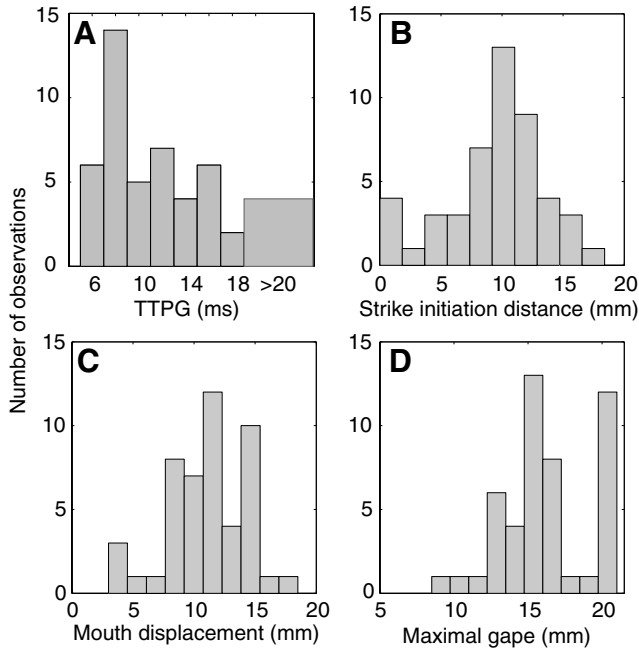 A
15
10
5
0
6 10 14 18 >20
TTPG (ms)
B
15
10
5
0
0 5 10 15 20
Strike initiation distance (mm)
Number of observations
C
15
10
5
0
0 5 10 15 20
Mouth displacement (mm)
D
15
10
5
0
5 10 15 20
Maximal gape (mm)